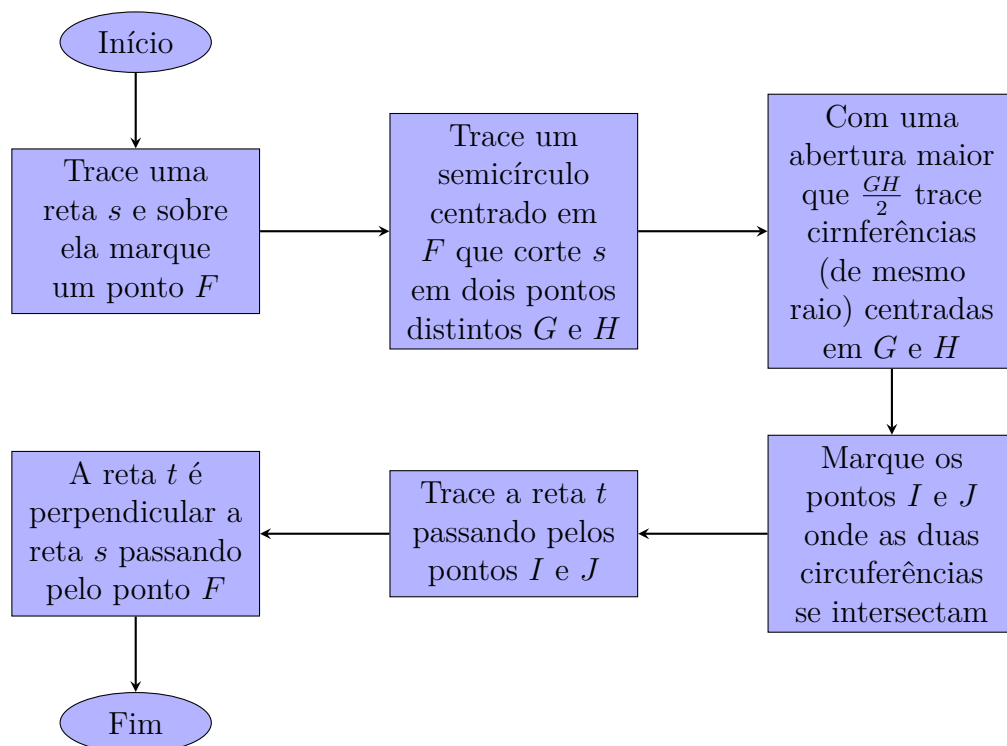 Início
Trace uma
reta s e sobre
ela marque
um ponto F
Trace um
semicírculo
centrado em
F que corte s
em dois pontos
distintos G e H
Com uma
abertura maior
que GH/2 trace
cirnferências
(de mesmo
raio) centradas
em G e H
Marque os
pontos I e J
onde as duas
circuferências
se intersectam
Trace a reta t
passando pelos
pontos I e J
A reta t é
perpendicular a
reta s passando
pelo ponto F
Fim